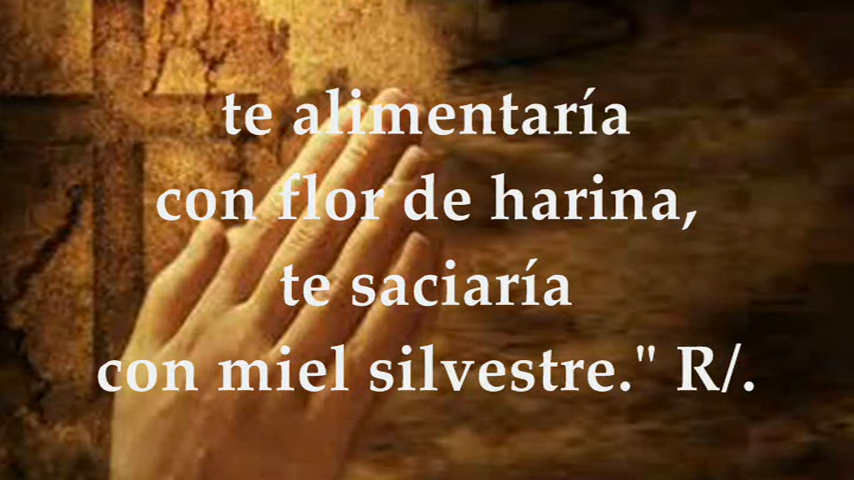 te alimentaría
con flor de harina,
te saciaría
con miel silvestre." R/.